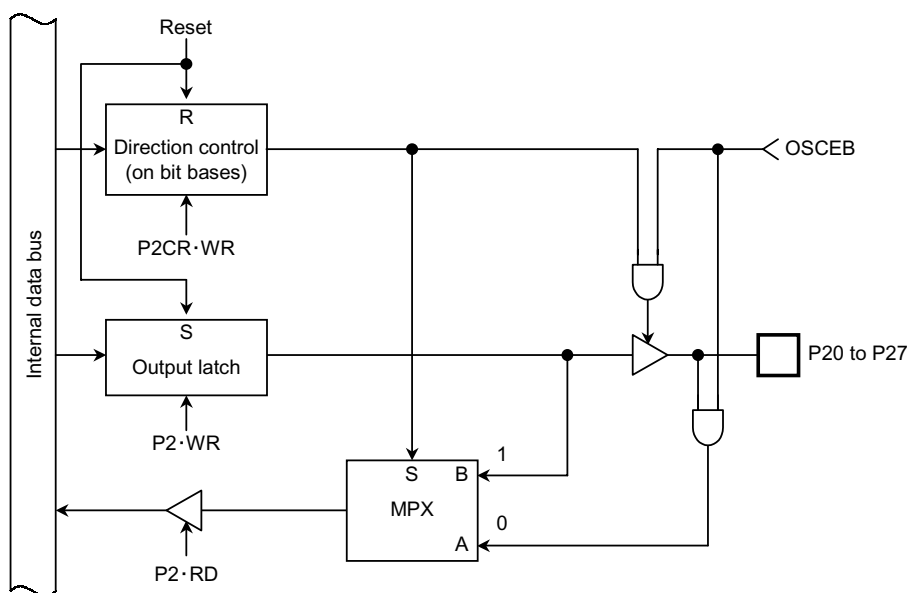 Reset
R
Direction control
(on bit bases)
OSCEB
P2CR·WR
Internal data bus
S
Output latch
P20 to P27
P2·WR
1
S B
MPX
0
A
P2·RD